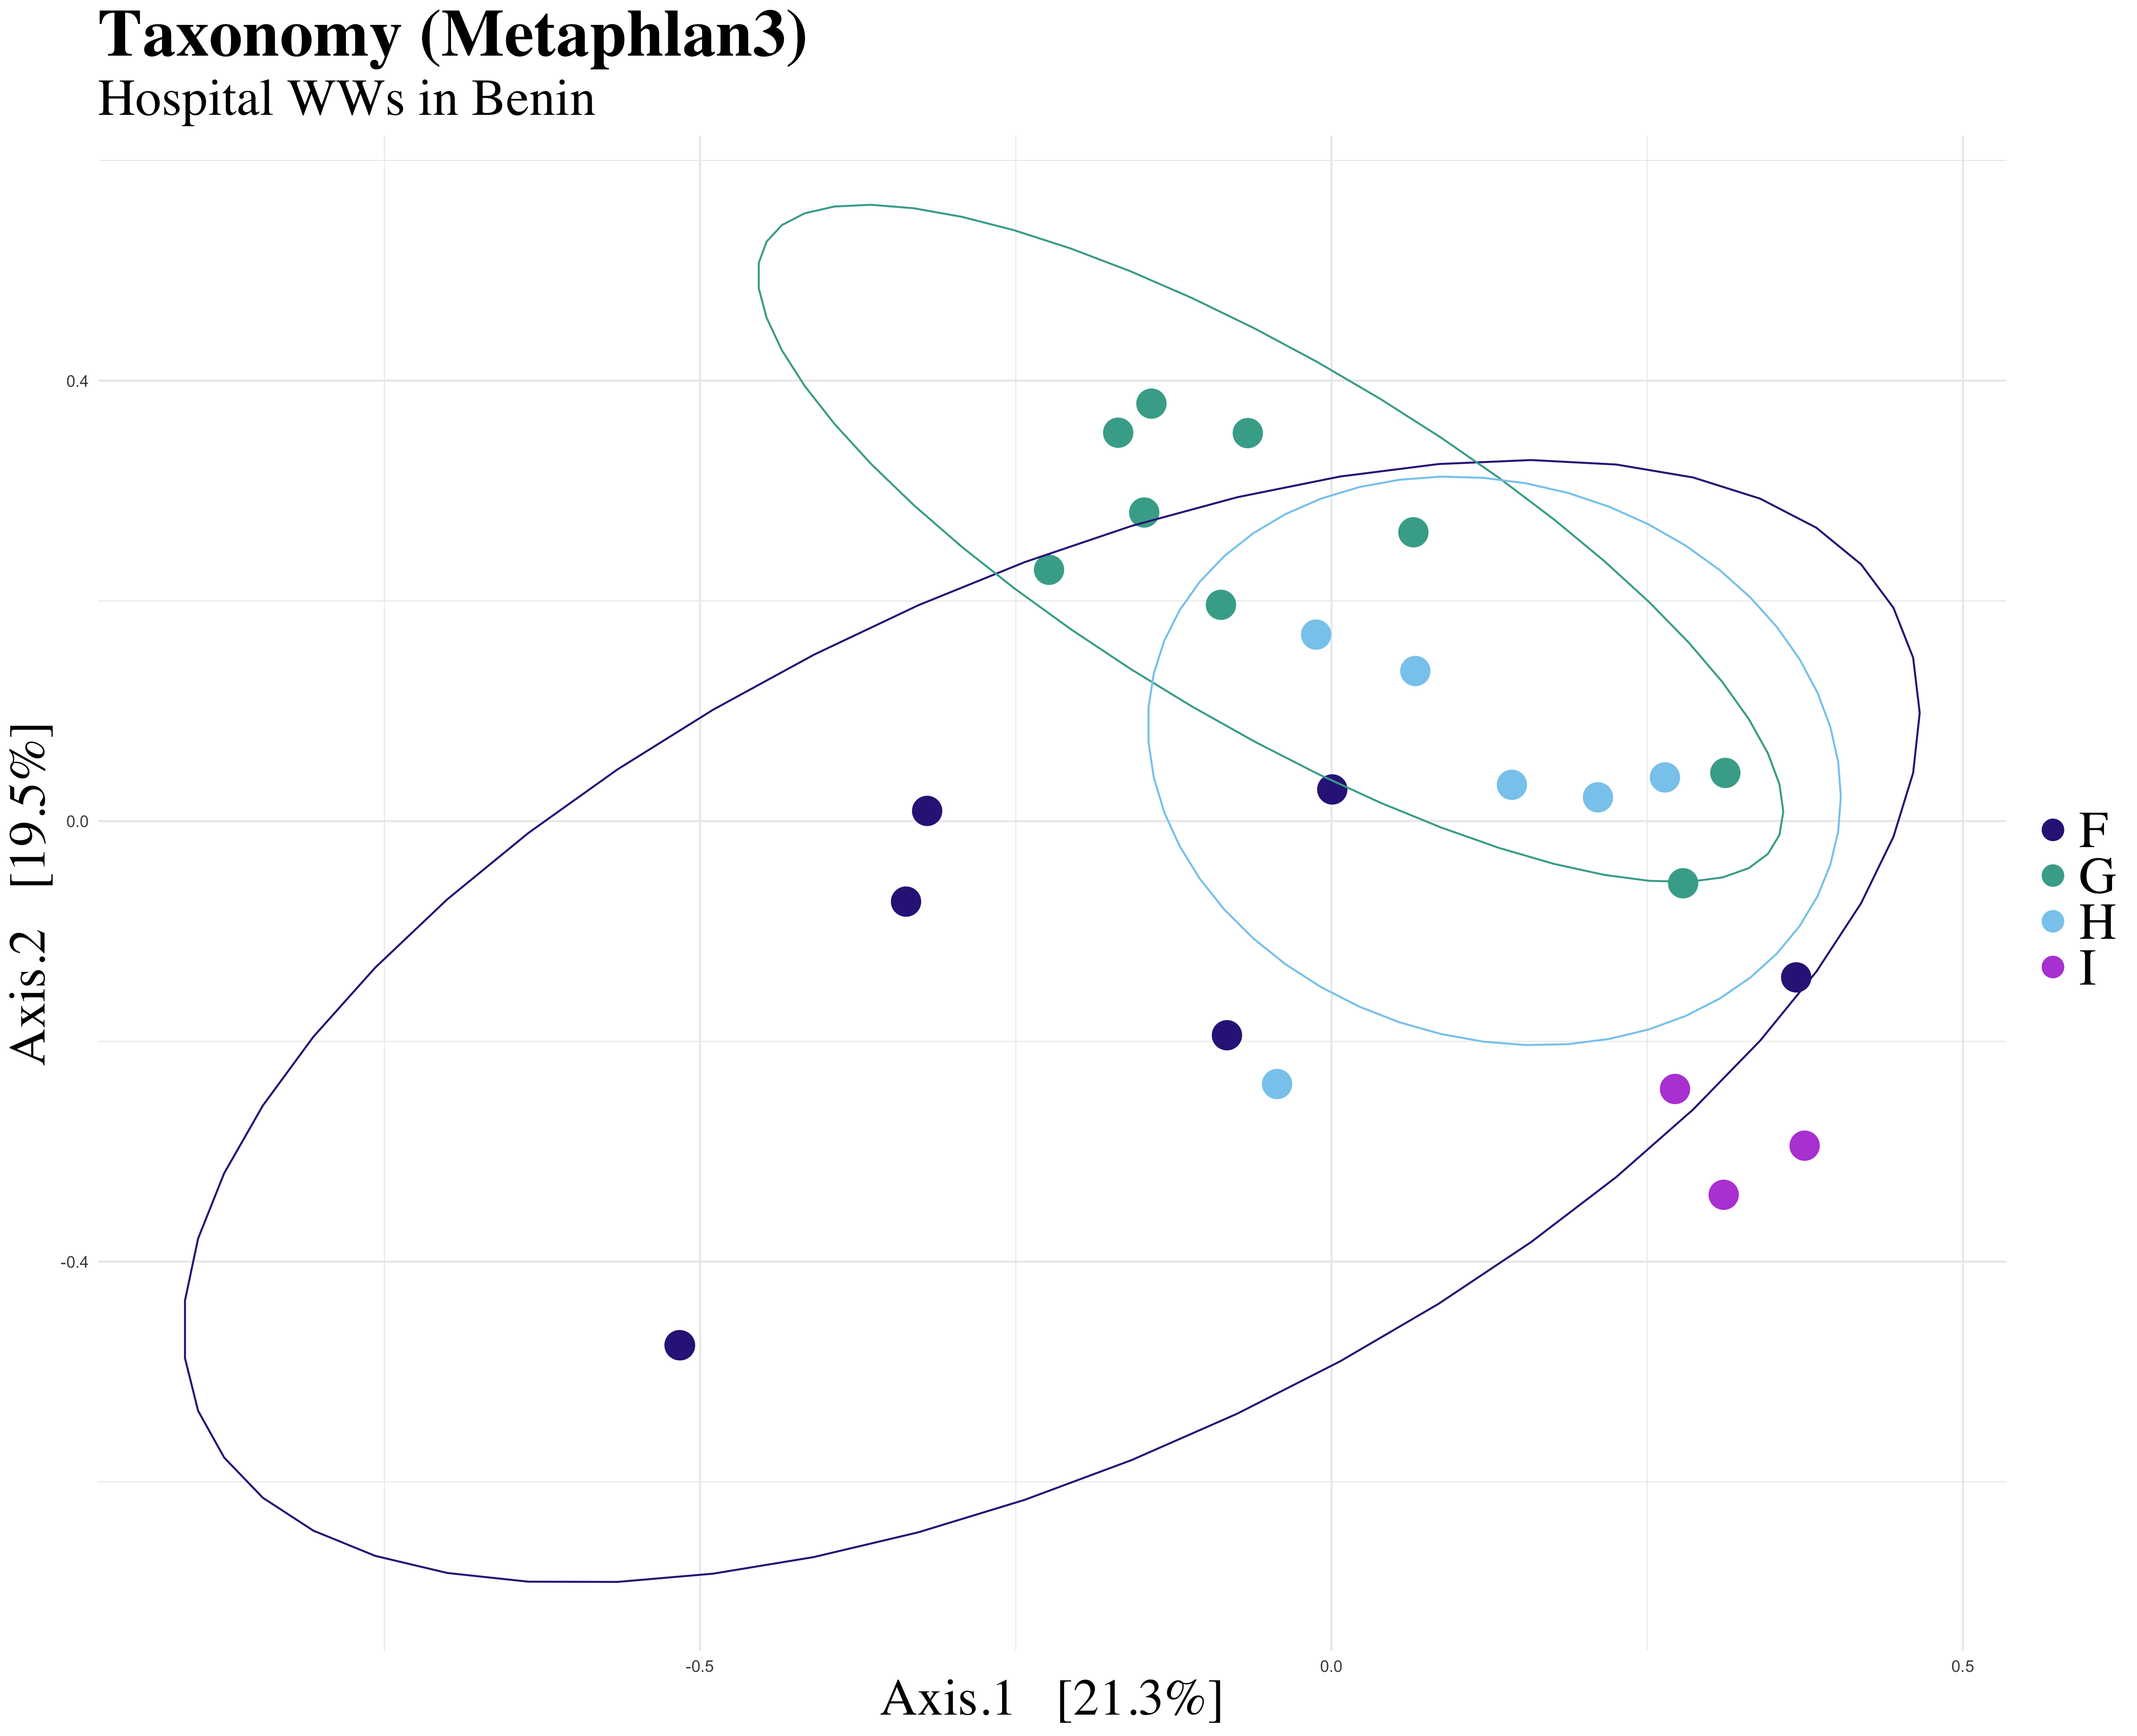 Taxonomy (Metaphlan3)
Hospital WWs in Benin
0.4
0.0
-0.4
Axis.2 [19.5%]
-0.5
0.0
0.5
Axis.1 [21.3%]
F
G
H
I